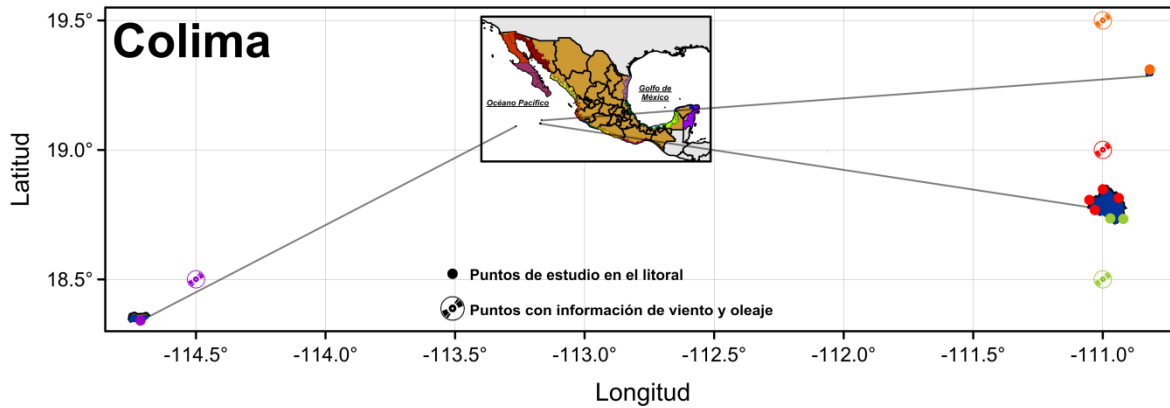 Colima
19.5°
19.0°
18.5°
Latitud
Océano Pacífico
Golfo de
México
Puntos de estudio en el litoral
Puntos con información de viento y oleaje
-114.5°
-114.0°
-113.5°
-113.0°
-112.5°
-112.0°
-111.5°
-111.0°
Longitud